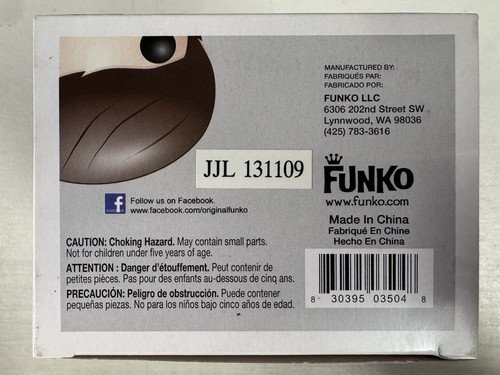 MANUFACTURED BY:
FABRIQUÉS PAR:
FABRICADO POR:
FUNKO LLC
6306 202nd Street SW
Lynnwood, WA 98036
(425) 783-3616
JJL 131109
FUNKO
www.funko.com
f
Follow us on Facebook.
www.facebook.com/originalfunko
Made In China
Fabriqué En Chine
Hecho En China
CAUTION: Choking Hazard. May contain small parts.
Not for children under five years of age.
ATTENTION : Danger d'étouffement. Peut contenir de
petites pièces. Pas pour des enfants au-dessous de cinq ans.
PRECAUCIÓN: Peligro de obstrucción. Puede contener
pequeñas piezas. No para los niños bajo cinco años de edad.
8 30395 03504 8